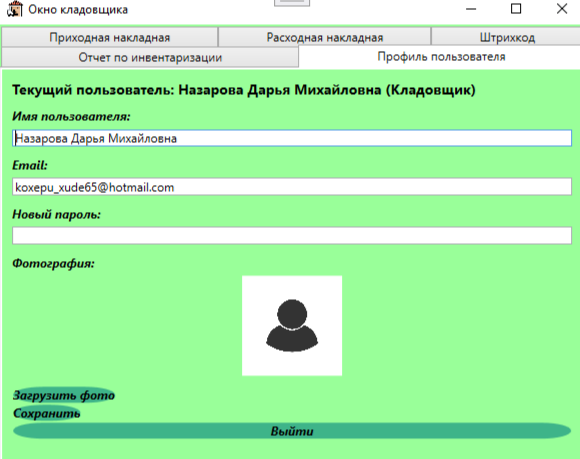 Окно кладовщика
Приходная накладная Расходная накладная Штрихкод
Отчет по инвентаризации Профиль пользователя
Текущий пользователь: Назарова Дарья Михайловна (Кладовщик)
Имя пользователя:
Назарова Дарья Михайловна
Email:
koxepu_xude65@hotmail.com
Новый пароль:
Фотография:
Загрузить фото
Сохранить
Выйти